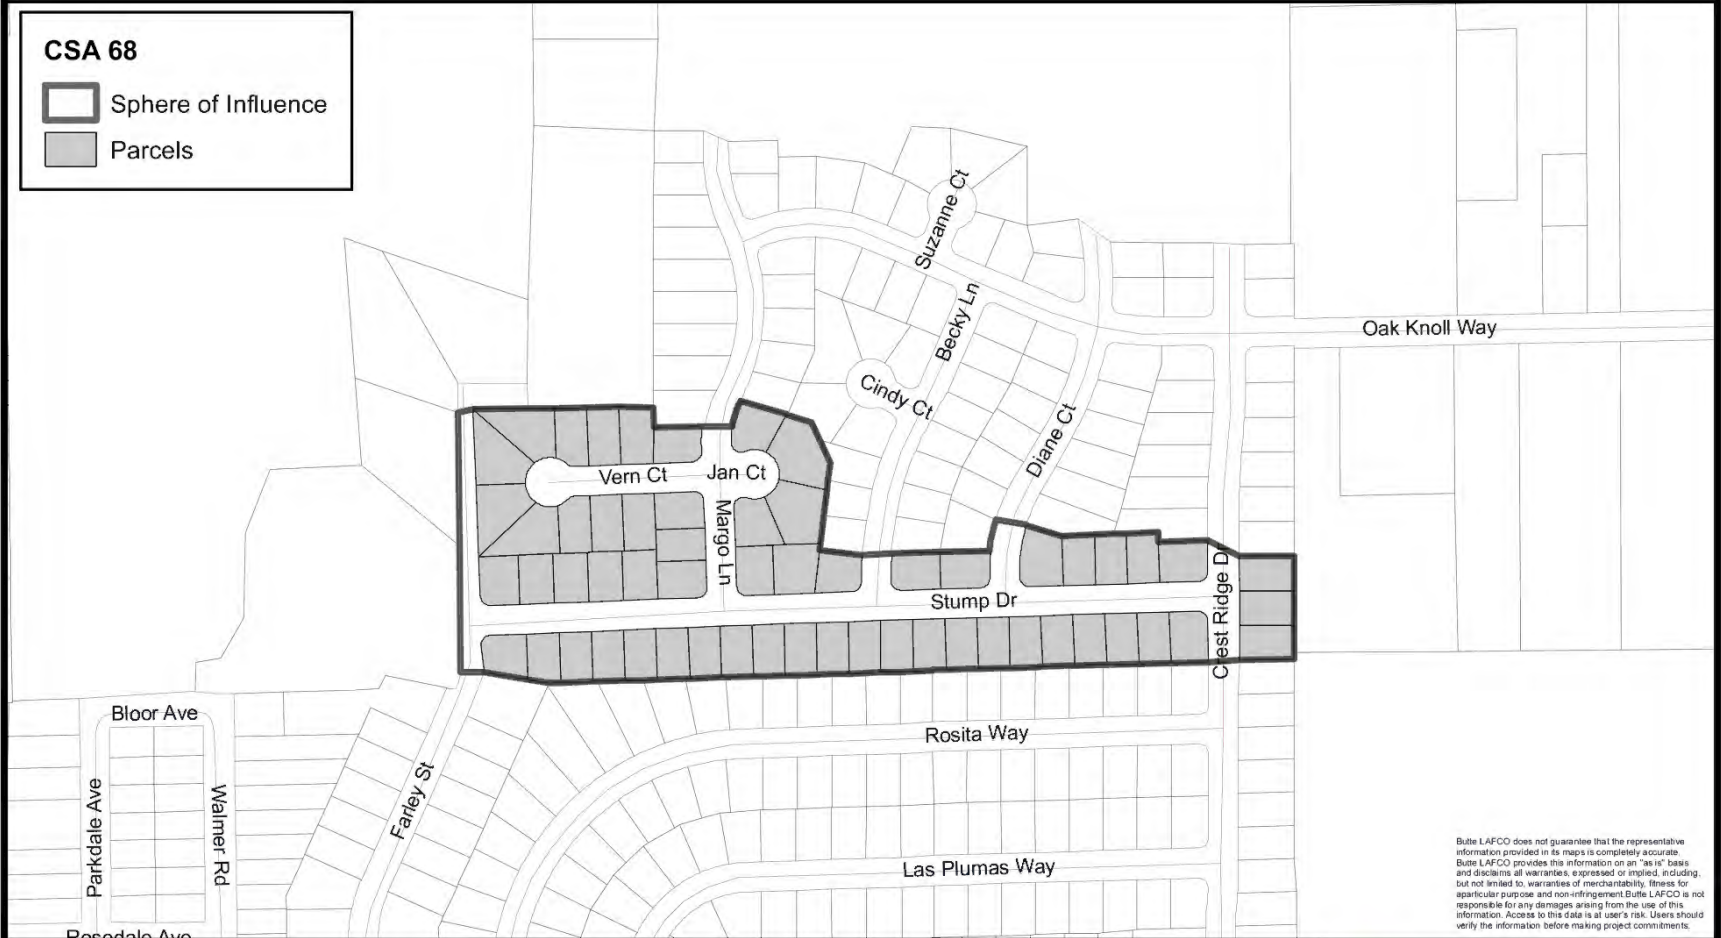 CSA 68
Sphere of Influence
Parcels
Suzanne Ct
Becky Ln
Oak Knoll Way
Cindy Ct
Diane Ct
Vern Ct
Jan Ct
Margo Ln
Stump Dr
Crest Ridge Dr
Bloor Ave
Rosita Way
Parkdale Ave
Walmer Rd
Farley St
Las Plumas Way
Rosedale Ave
Butte LAFCO does not guarantee that the representative
information provided in its maps is completely accurate.
Butte LAFCO provides this information on an "as is" basis
and disclaims all warranties, expressed or implied, including,
but not limited to, warranties of merchantability, fitness for
aparticular purpose and non-infringement.Butte LAFCO is not
responsible for any damages arising from the use of this
information. Access to this data is at user's risk. Users should
verify the information before making project commitments.